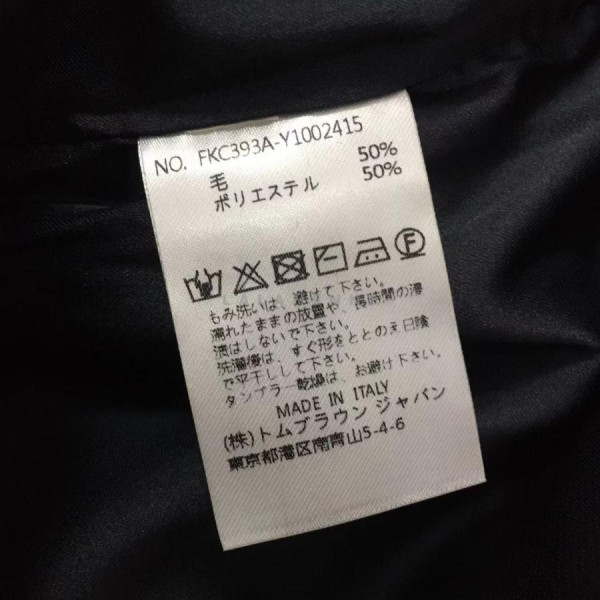 NO. FKC393A-Y1002415
毛 50%
ポリエステル 50%
もみ洗いは、避けて下さい。
濡れたままの放置や、長時間の浸
漬はしないで下さい。
洗濯後は、すぐ形をととのえ日陰
で平干しして下さい。
タンブラー乾燥は、お避け下さい。
MADE IN ITALY
(株)トムブラウン ジャパン
東京都港区南青山5-4-6